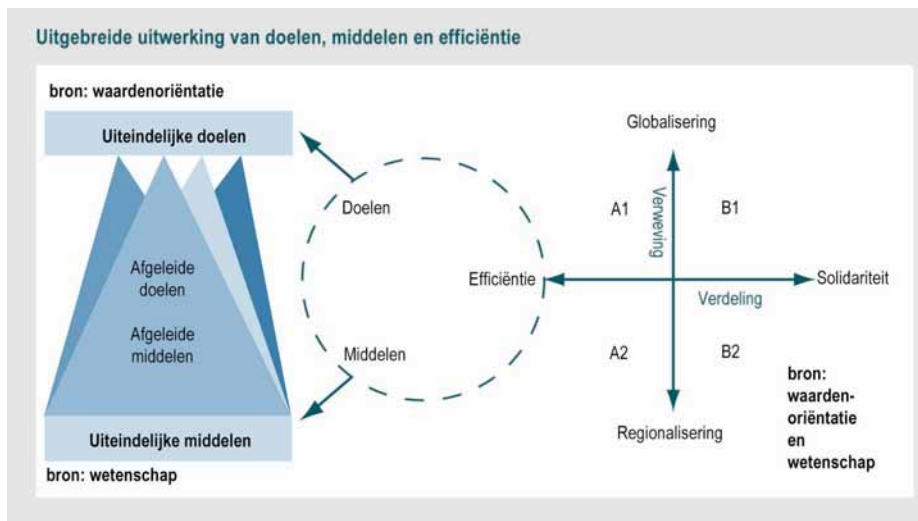 Uitgebreide uitwerking van doelen, middelen en efficiëntie
bron: waardenoriëntatie
Uiteindelijke doelen
Afgeleide
doelen
Afgeleide
middelen
Uiteindelijke middelen
bron: wetenschap
Doelen
Middelen
Efficiëntie
Globalisering
A1
Verweving
B1
Solidariteit
Verdeling
A2
B2
Regionalisering
bron:
waarden-
oriëntatie
en
wetenschap